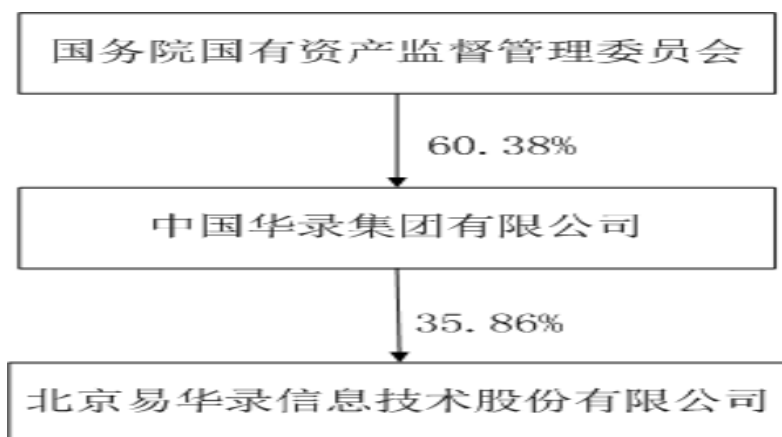 国务院国有资产监督管理委员会
60.38%
中国华录集团有限公司
35.86%
北京易华录信息技术股份有限公司